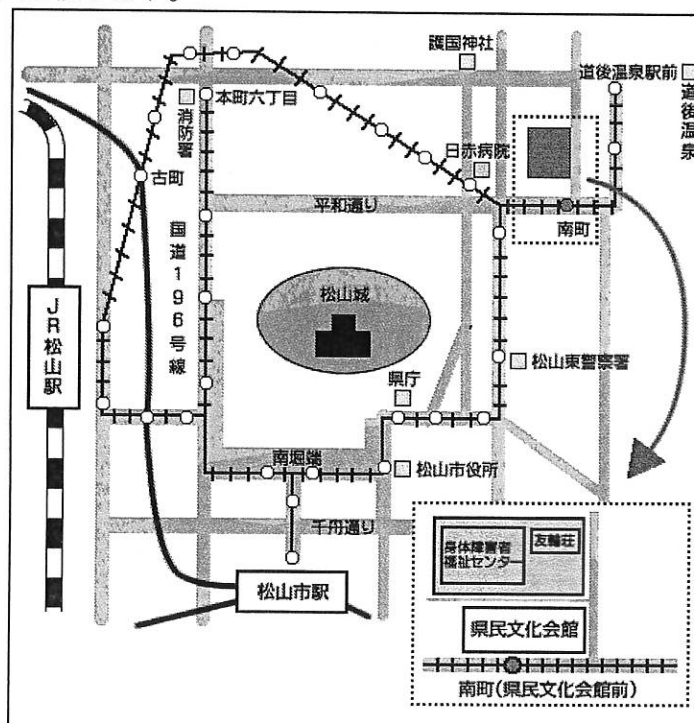 護国神社
道後温泉駅前
道後温泉
本町六丁目
消防署
日赤病院
古町
平和通り
南町
国道196号線
松山城
JR松山駅
松山東警察署
県庁
南堀端
松山市役所
千舟通り
松山市駅
身体障害者
福祉センター
友輪荘
県民文化会館
南町(県民文化会館前)